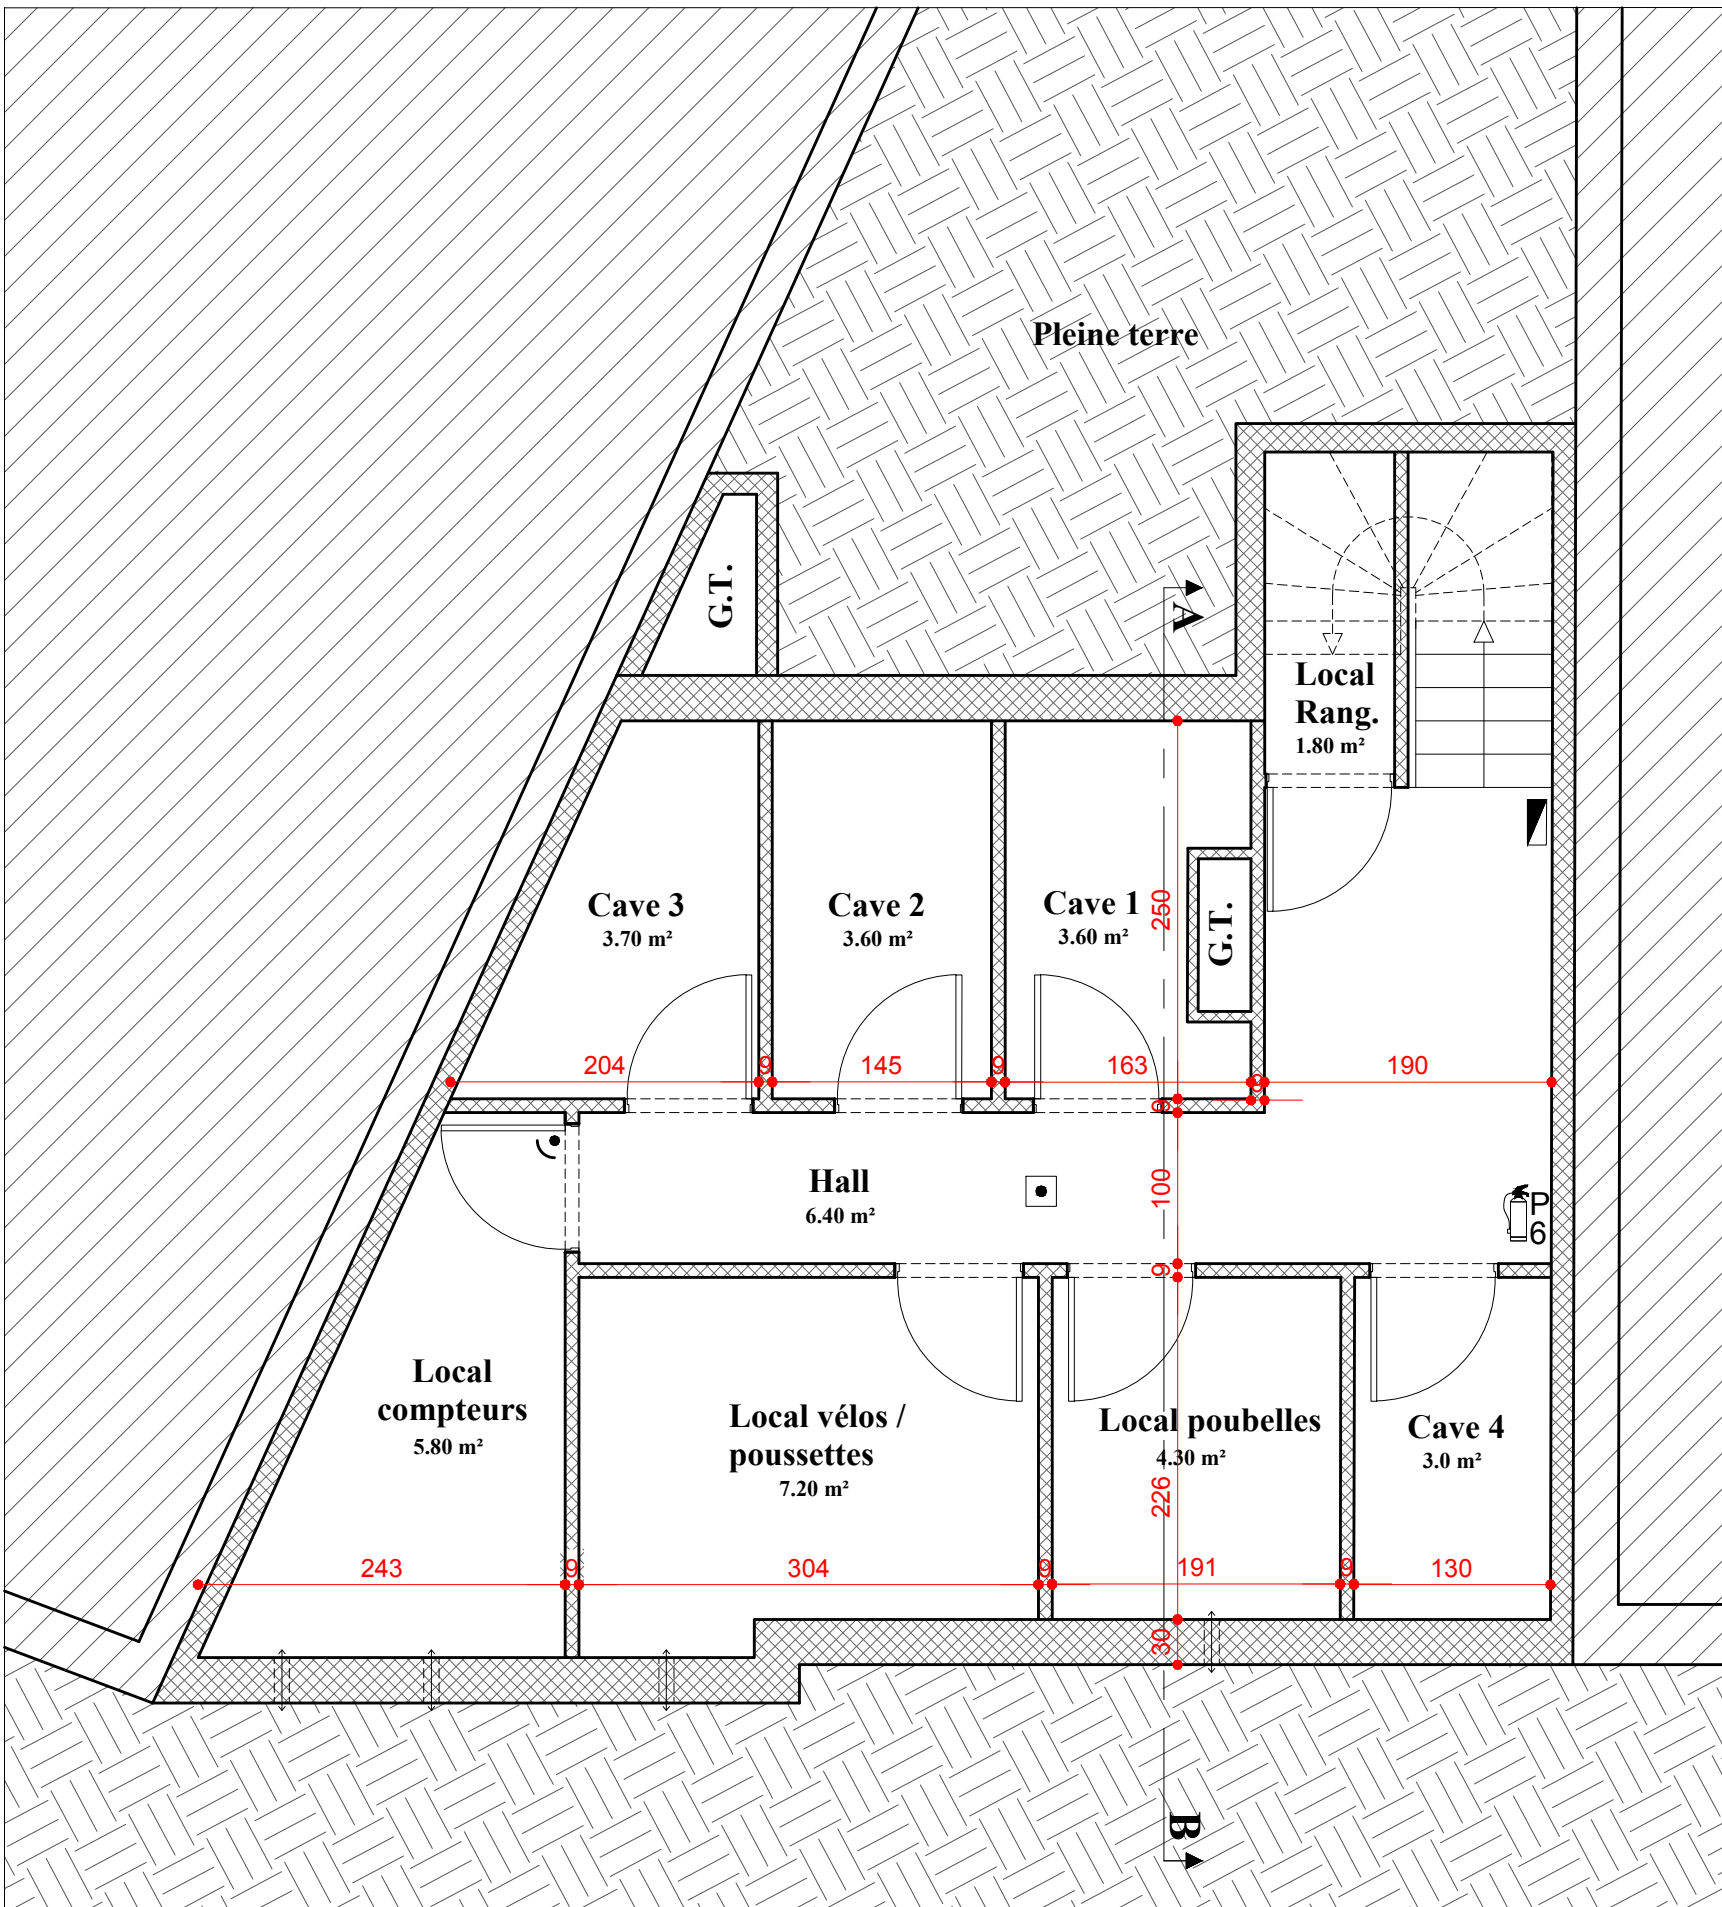 Pleine terre
G.T.
A
Local
Rang.
1.80 m²
Cave 3
3.70 m²
Cave 2
3.60 m²
Cave 1
3.60 m²
250
G.T.
204
9
145
9
163
9
190
9
Hall
6.40 m²
100
P
6
9
Local
compteurs
5.80 m²
Local vélos /
poussettes
7.20 m²
Local poubelles
4.30 m²
226
Cave 4
3.0 m²
243
9
304
9
191
9
130
30
B